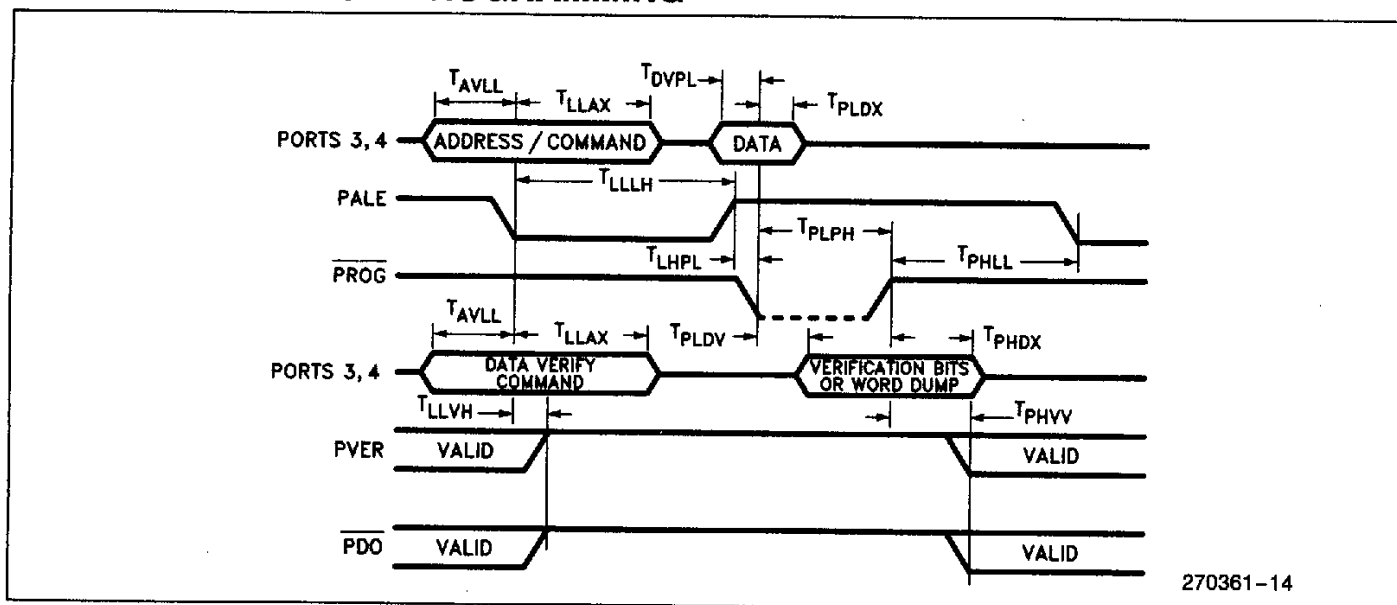 T_DVPL
T_AVLL T_LLAX T_PLDX
PORTS 3, 4 ADDRESS / COMMAND DATA
T_LLLH
PALE
T_PLPH
T_LHPL T_PHLL
PROG
T_AVLL T_LLAX T_PLDV T_PHDX
PORTS 3, 4 DATA VERIFY COMMAND VERIFICATION BITS OR WORD DUMP
T_LLVH T_PHVV
PVER VALID VALID
PDO VALID VALID
270361-14